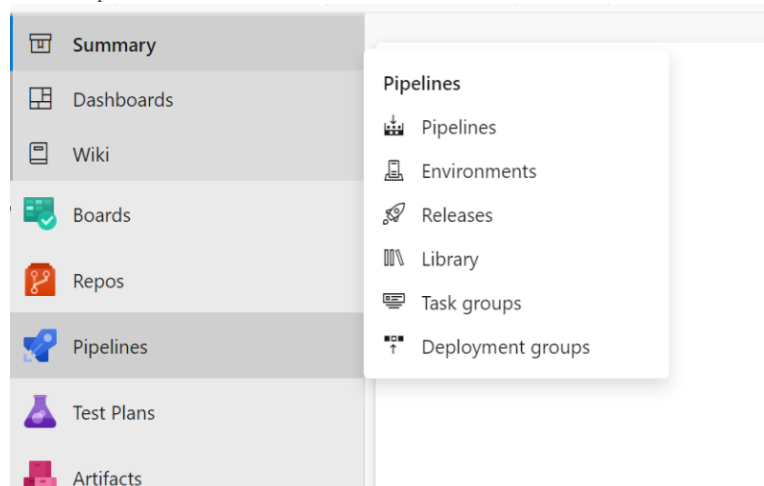 Summary
Dashboards
Wiki
Boards
Repos
Pipelines
Test Plans
Artifacts
Pipelines
Pipelines
Environments
Releases
Library
Task groups
Deployment groups